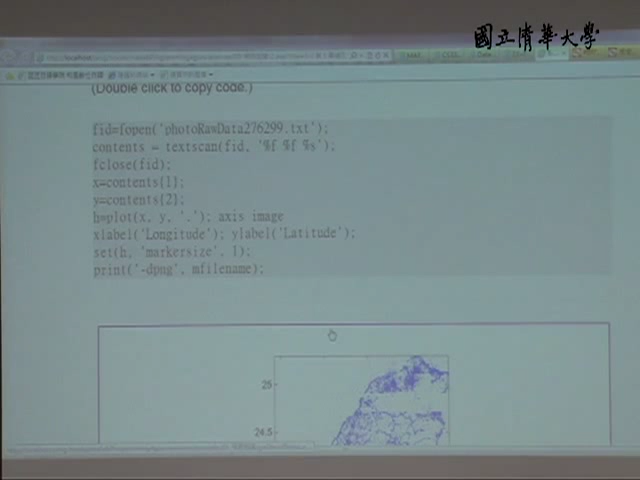 國立清華大學
(Double click to copy code.)
fid=fopen('photoRawData276299.txt');
contents = textscan(fid, '%f %f %s');
fclose(fid);
x=contents{1};
y=contents{2};
h=plot(x, y, '.'); axis image
xlabel('Longitude'); ylabel('Latitude');
set(h, 'markersize', 1);
print('-dpng', mfilename);
25
24.5